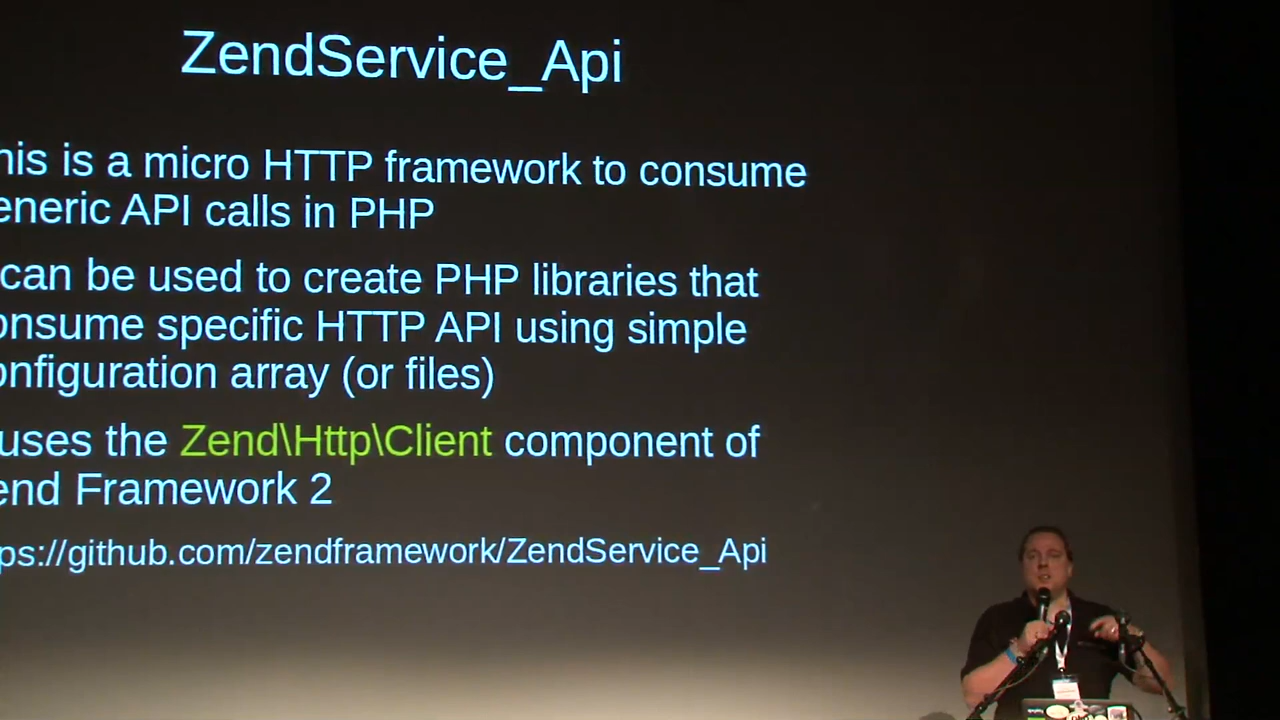 ZendService_Api
his is a micro HTTP framework to consume
eneric API calls in PHP
can be used to create PHP libraries that
onsume specific HTTP API using simple
onfiguration array (or files)
uses the Zend\Http\Client component of
end Framework 2
ps://github.com/zendframework/ZendService_Api